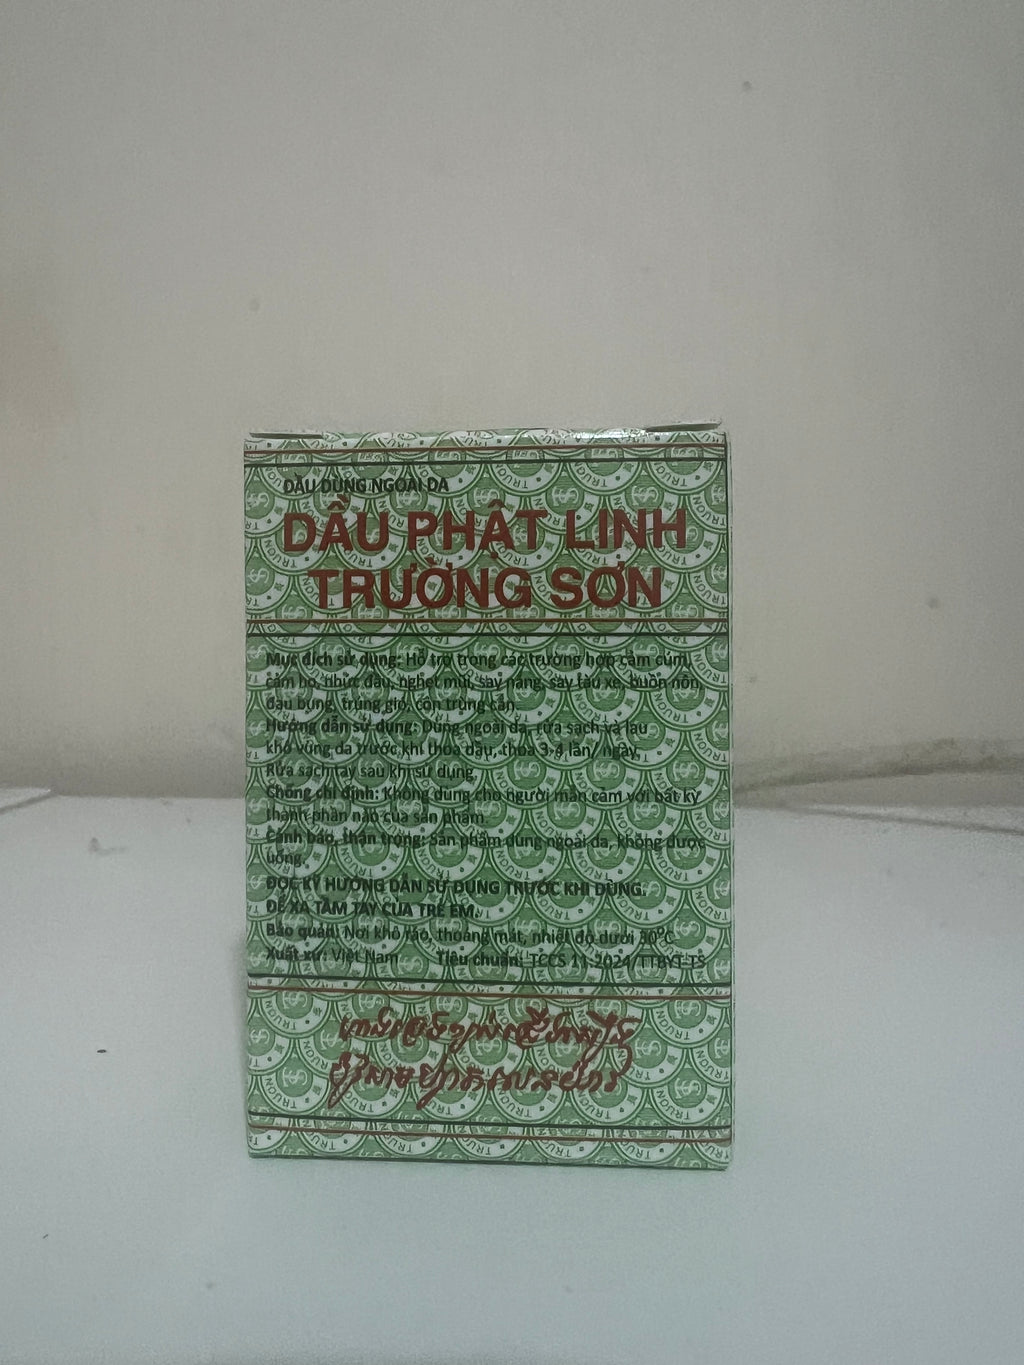 DẦU DÙNG NGOÀI DA
DẦU PHẬT LINH
TRƯỜNG SƠN
Mục đích sử dụng: Hỗ trợ trong các trường hợp cảm cúm,
cảm ho, nhức đầu, nghẹt mũi, say nắng, say tàu xe, buồn nôn,
đau bụng, trúng gió, côn trùng cắn.
Hướng dẫn sử dụng: Dùng ngoài da, rửa sạch và lau
khô vùng da trước khi thoa dầu, thoa 3-4 lần/ ngày.
Rửa sạch tay sau khi sử dụng.
Chống chỉ định: Không dùng cho người mẫn cảm với bất kỳ
thành phần nào của sản phẩm.
Cảnh báo, thận trọng: Sản phẩm dùng ngoài da, không được
uống.
ĐỌC KỸ HƯỚNG DẪN SỬ DỤNG TRƯỚC KHI DÙNG.
ĐỂ XA TẦM TAY CỦA TRẺ EM.
Bảo quản: Nơi khô ráo, thoáng mát, nhiệt độ dưới 30°C
Xuất xứ: Việt Nam Tiêu chuẩn: TCCS 11:2024/TTBYT-TS